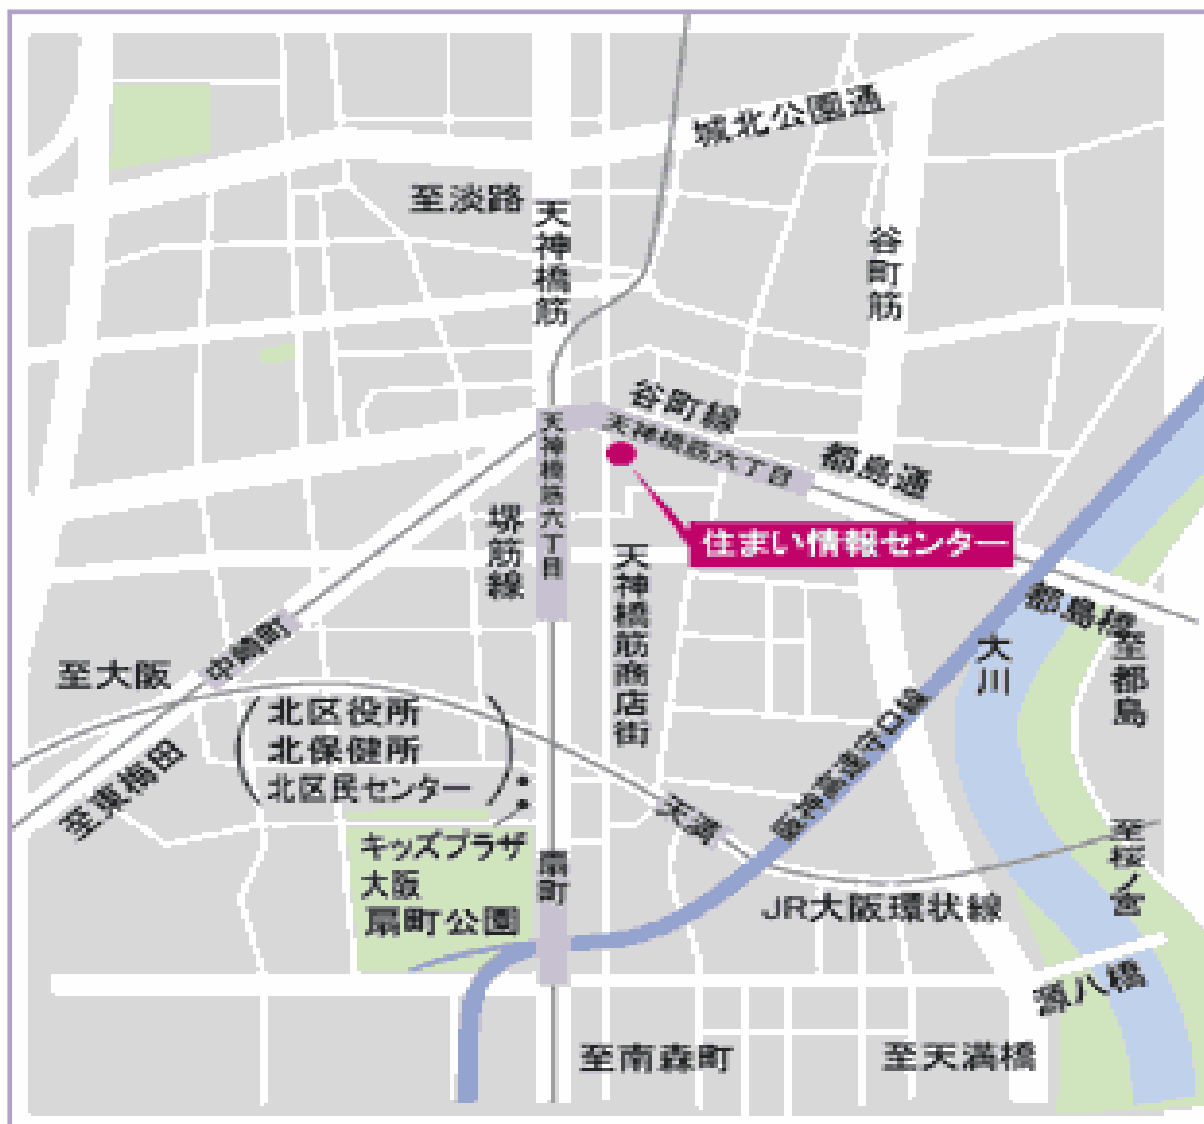 城北公園通
至淡路
天神橋筋
谷町筋
谷町線
天神橋筋六丁目
都島通
天神橋筋六丁目
堺筋線
住まい情報センター
天神橋筋商店街
都島橋
大川
至都島
中崎町
至大阪
北区役所
北保健所
北区民センター
至東梅田
阪神高速守口線
天満
キッズプラザ
大阪
扇町公園
扇町
至桜ノ宮
JR大阪環状線
源八橋
至南森町
至天満橋